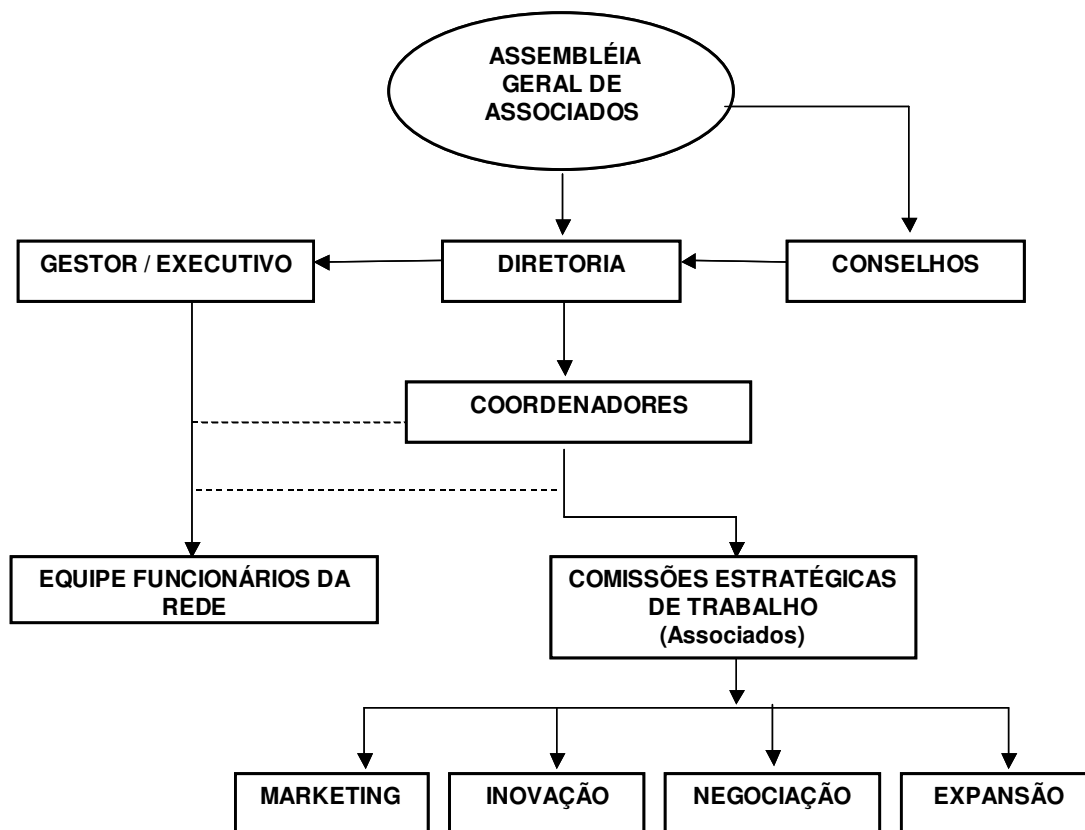 ASSEMBLÉIA
GERAL DE
ASSOCIADOS
GESTOR / EXECUTIVO
DIRETORIA
CONSELHOS
COORDENADORES
EQUIPE FUNCIONÁRIOS DA
REDE
COMISSÕES ESTRATÉGICAS
DE TRABALHO
(Associados)
MARKETING
INOVAÇÃO
NEGOCIAÇÃO
EXPANSÃO